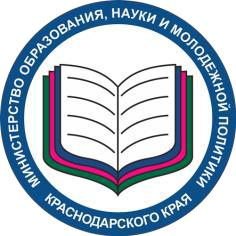 МИНИСТЕРСТВО ОБРАЗОВАНИЯ, НАУКИ И МОЛОДЕЖНОЙ ПОЛИТИКИ
КРАСНОДАРСКОГО КРАЯ